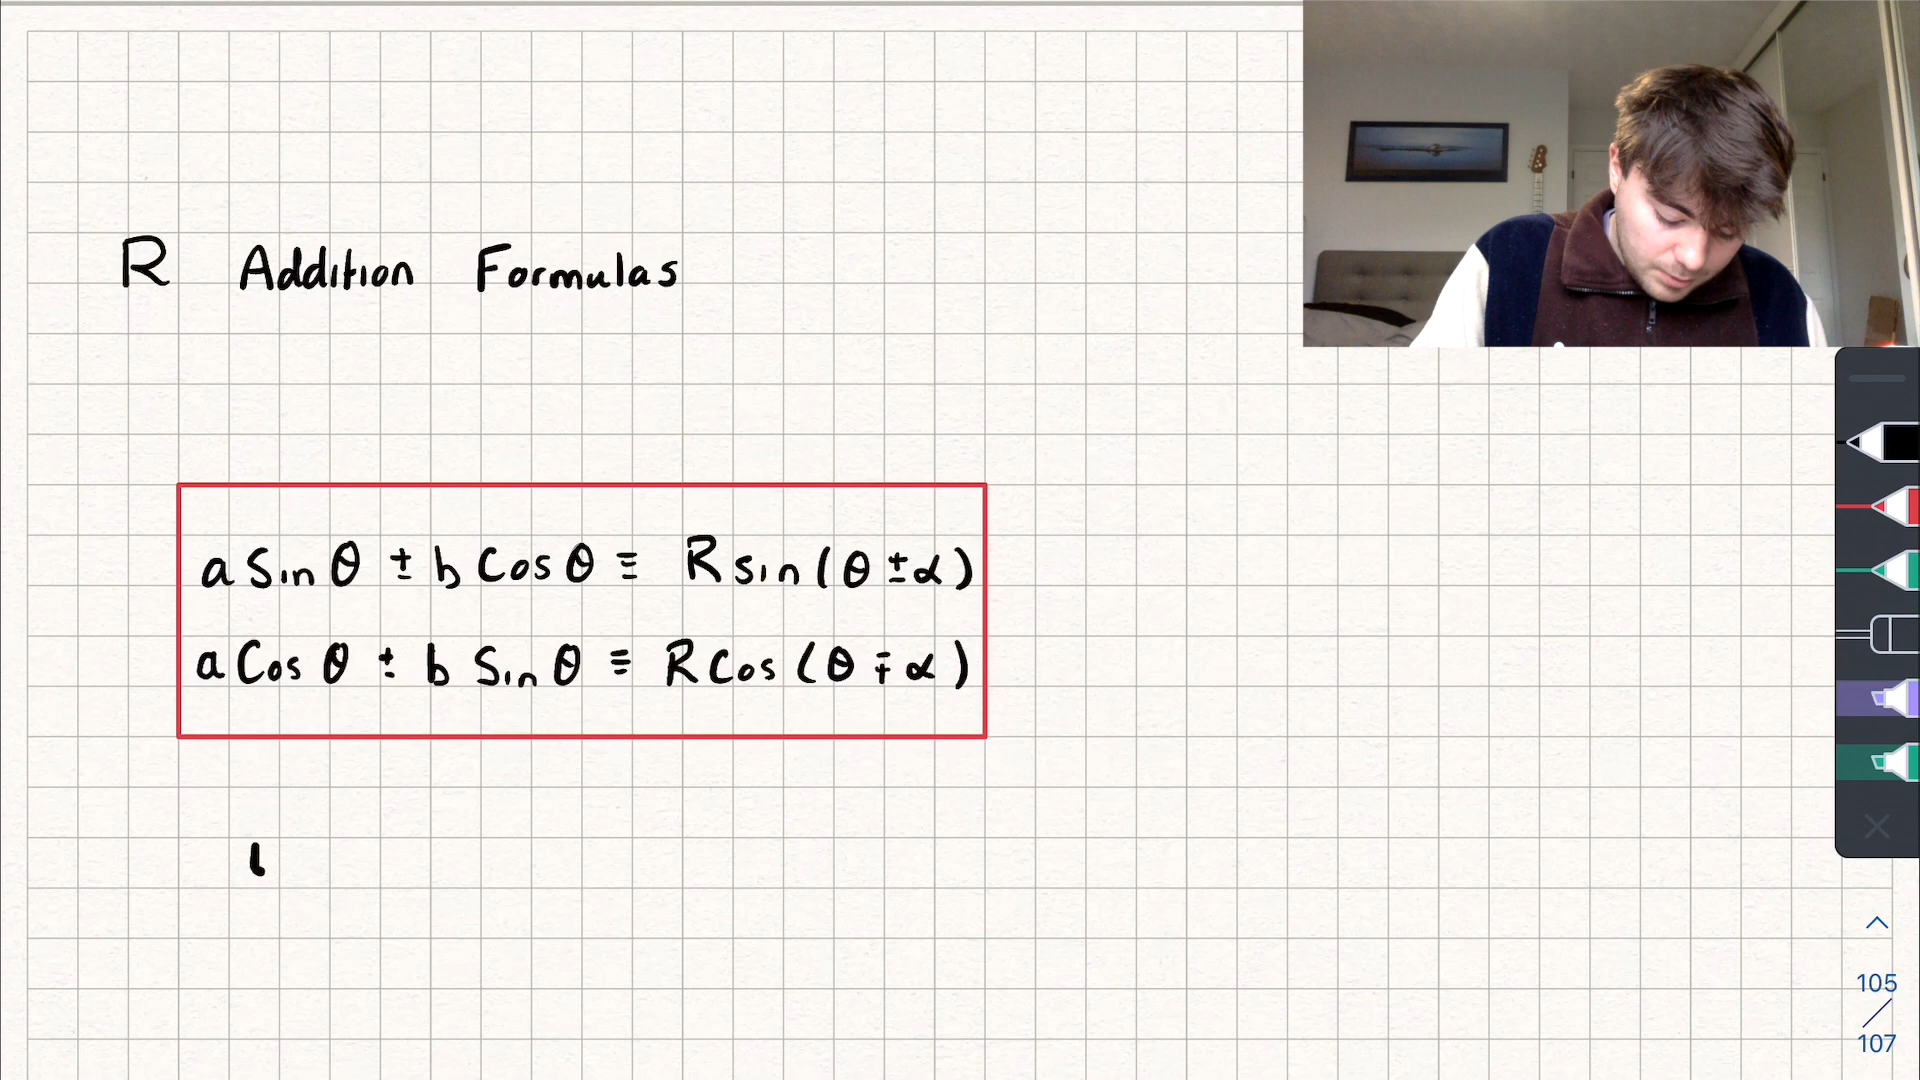 R Addition Formulas
a Sin θ ± b Cos θ ≡ R sin (θ ± α)
a Cos θ ± b Sin θ ≡ R Cos (θ ∓ α)
105
107